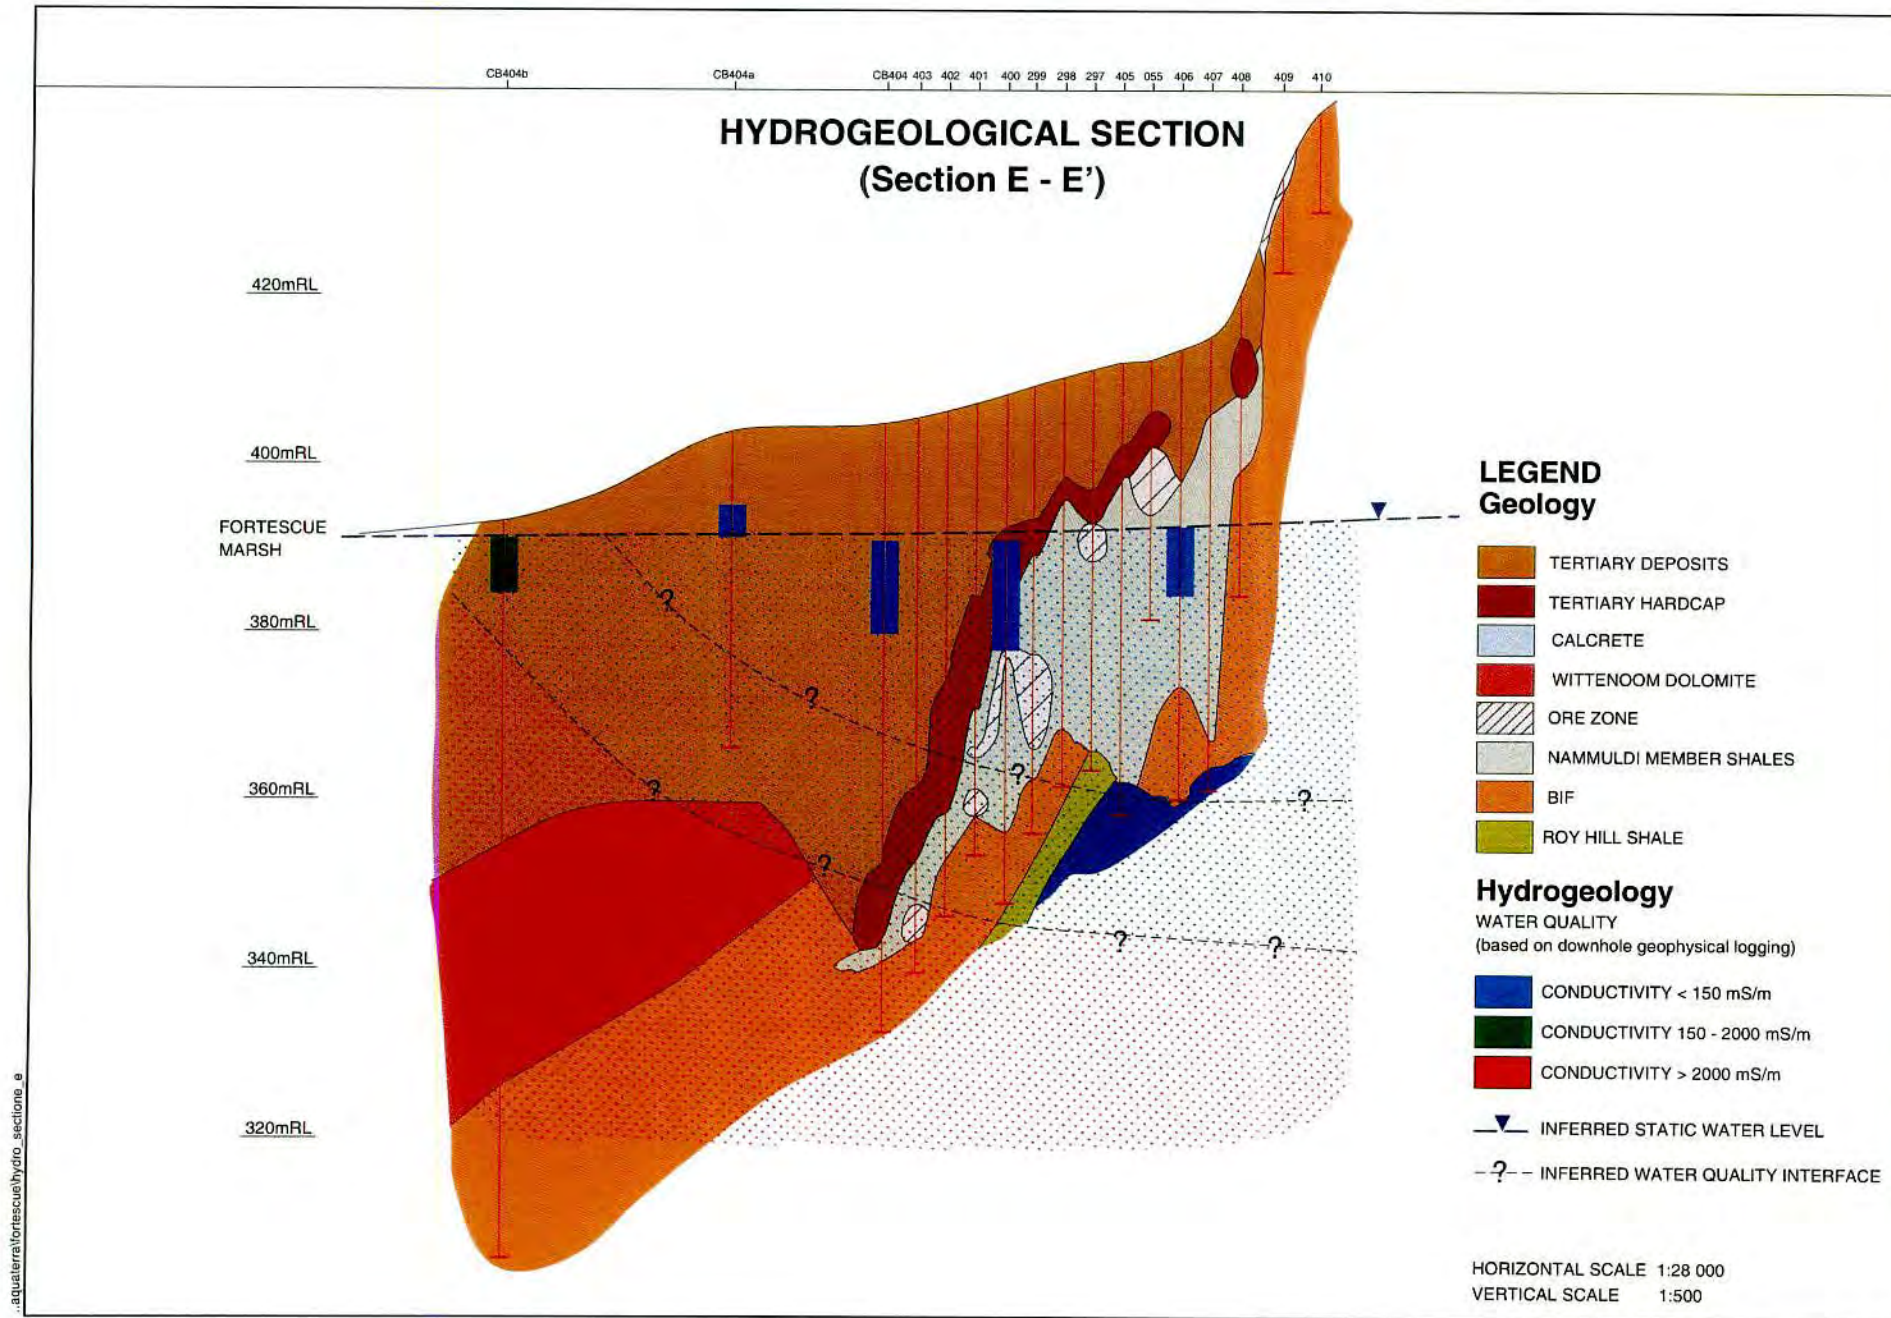 CB404b CB404a CB404 403 402 401 400 299 298 297 405 055 406 407 408 409 410
HYDROGEOLOGICAL SECTION
(Section E - E')
420mRL
400mRL
FORTESCUE
MARSH
380mRL
360mRL
340mRL
320mRL
?
?
?
?
?
?
?
?
LEGEND
Geology
TERTIARY DEPOSITS
TERTIARY HARDCAP
CALCRETE
WITTENOOM DOLOMITE
ORE ZONE
NAMMULDI MEMBER SHALES
BIF
ROY HILL SHALE
Hydrogeology
WATER QUALITY
(based on downhole geophysical logging)
CONDUCTIVITY < 150 mS/m
CONDUCTIVITY 150 - 2000 mS/m
CONDUCTIVITY > 2000 mS/m
INFERRED STATIC WATER LEVEL
--?-- INFERRED WATER QUALITY INTERFACE
HORIZONTAL SCALE 1:28 000
VERTICAL SCALE 1:500
..aquaterra\fortescue\hydro_sectione_e